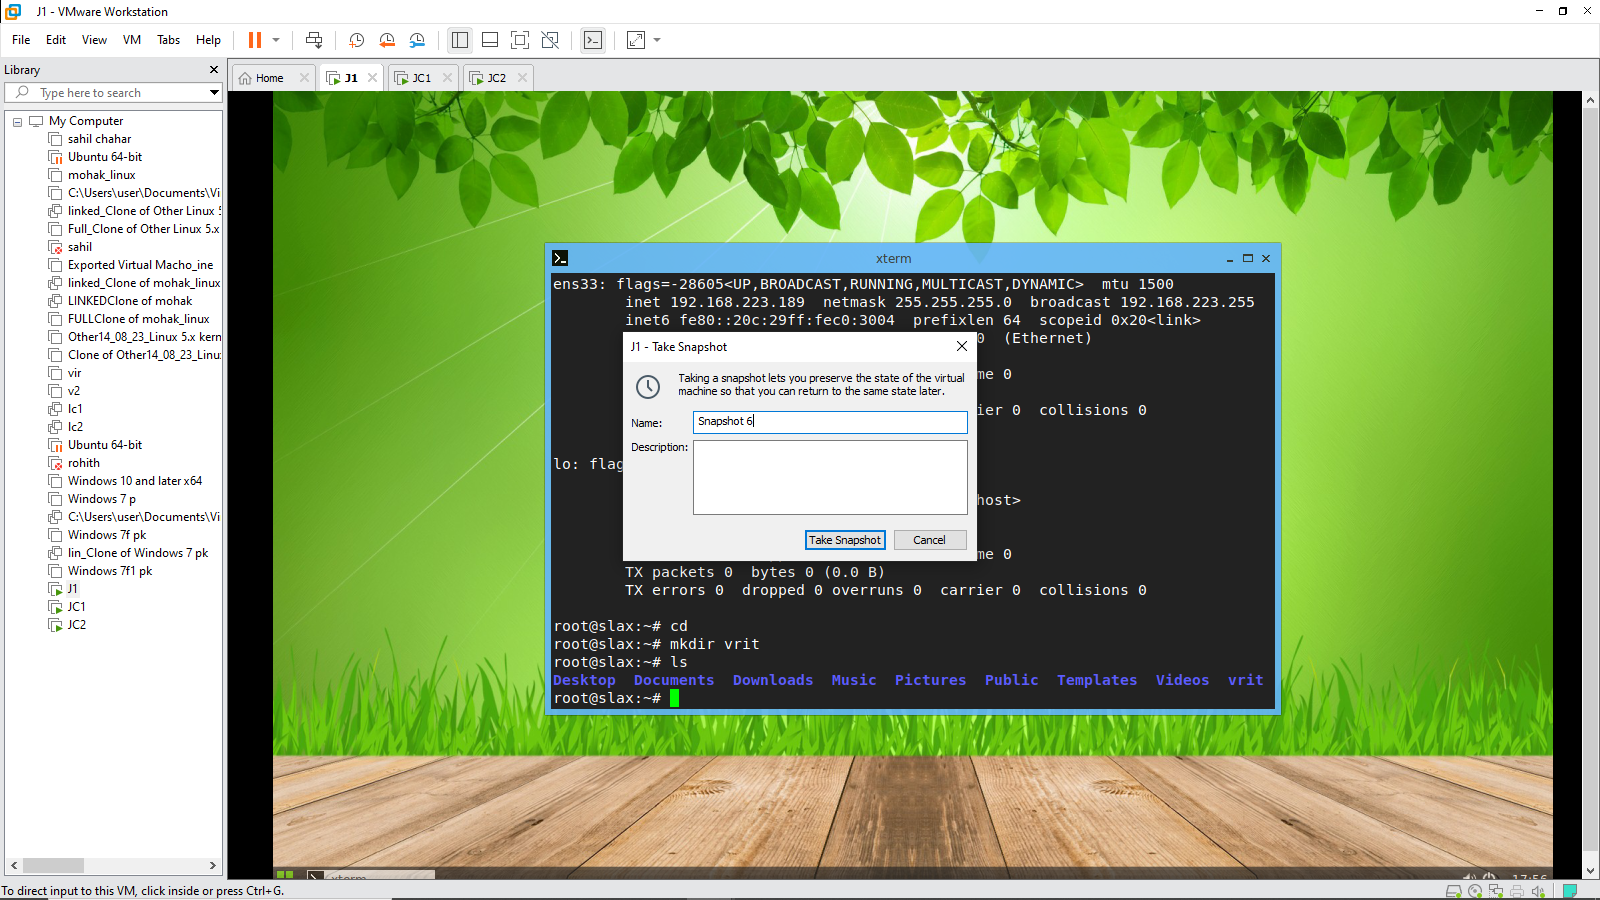 J1 - VMware Workstation
File Edit View VM Tabs Help
Library
Type here to search
Home J1 JC1 JC2
My Computer
sahil chahar
Ubuntu 64-bit
mohak_linux
C:\Users\user\Documents\Vi
linked_Clone of Other Linux 5
Full_Clone of Other Linux 5.x
sahil
Exported Virtual Macho_ine
linked_Clone of mohak_linux
LINKEDClone of mohak
FULLClone of mohak_linux
Other14_08_23_Linux 5.x kern
Clone of Other14_08_23_Linu
vir
v2
lc1
lc2
Ubuntu 64-bit
rohith
Windows 10 and later x64
Windows 7 p
C:\Users\user\Documents\Vi
Windows 7f pk
lin_Clone of Windows 7 pk
Windows 7f1 pk
J1
JC1
JC2
xterm
ens33: flags=-28605<UP,BROADCAST,RUNNING,MULTICAST,DYNAMIC> mtu 1500
inet 192.168.223.189 netmask 255.255.255.0 broadcast 192.168.223.255
inet6 fe80::20c:29ff:fec0:3004 prefixlen 64 scopeid 0x20<link>
0 (Ethernet)
me 0
ier 0 collisions 0
lo: flag
host>
me 0
TX packets 0 bytes 0 (0.0 B)
TX errors 0 dropped 0 overruns 0 carrier 0 collisions 0
root@slax:~# cd
root@slax:~# mkdir vrit
root@slax:~# ls
Desktop Documents Downloads Music Pictures Public Templates Videos vrit
root@slax:~#
J1 - Take Snapshot
Taking a snapshot lets you preserve the state of the virtual
machine so that you can return to the same state later.
Name: Snapshot 6
Description:
Take Snapshot Cancel
xterm 17:56
To direct input to this VM, click inside or press Ctrl+G.